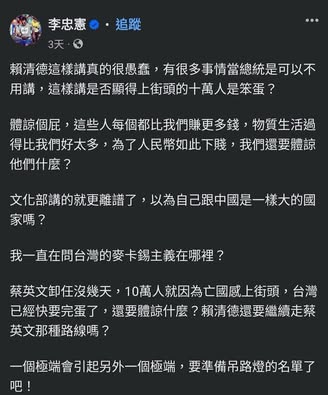 李忠憲 · 追蹤
3天 ·
賴清德這樣講真的很愚蠢，有很多事情當總統是可以不
用講，這樣講是否顯得上街頭的十萬人是笨蛋？
體諒個屁，這些人每個都比我們賺更多錢，物質生活過
得比我們好太多，為了人民幣如此下賤，我們還要體諒
他們什麼？
文化部講的就更離譜了，以為自己跟中國是一樣大的國
家嗎？
我一直在問台灣的麥卡錫主義在哪裡？
蔡英文卸任沒幾天，10萬人就因為亡國感上街頭，台灣
已經快要完蛋了，還要體諒什麼？賴清德還要繼續走蔡
英文那種路線嗎？
一個極端會引起另外一個極端，要準備吊路燈的名單了
吧！